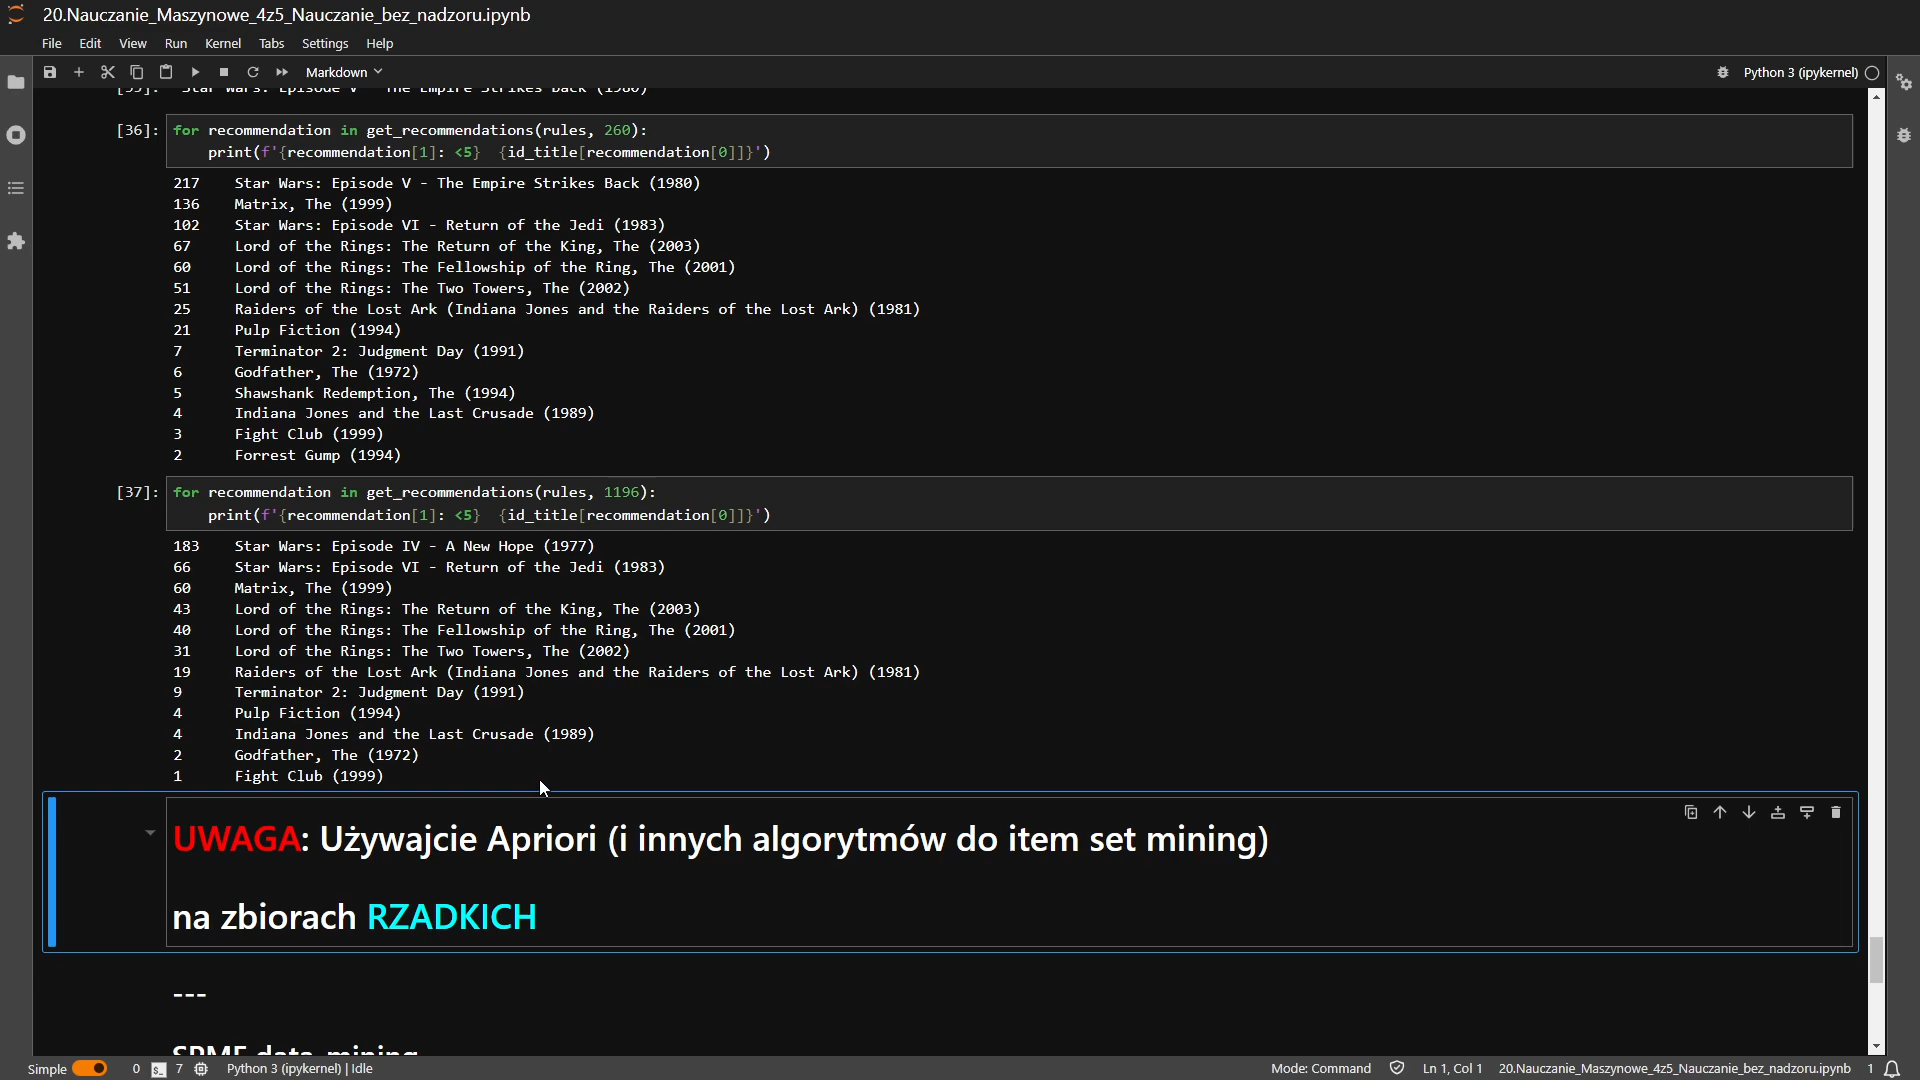 20.Nauczanie_Maszynowe_4z5_Nauczanie_bez_nadzoru.ipynb
File Edit View Run Kernel Tabs Settings Help
Markdown
Python 3 (ipykernel)
[35]: 'Star Wars: Episode V - The Empire Strikes Back (1980)'
[36]: for recommendation in get_recommendations(rules, 260):
print(f'{recommendation[1]: <5} {id_title[recommendation[0]]}')
217 Star Wars: Episode V - The Empire Strikes Back (1980)
136 Matrix, The (1999)
102 Star Wars: Episode VI - Return of the Jedi (1983)
67 Lord of the Rings: The Return of the King, The (2003)
60 Lord of the Rings: The Fellowship of the Ring, The (2001)
51 Lord of the Rings: The Two Towers, The (2002)
25 Raiders of the Lost Ark (Indiana Jones and the Raiders of the Lost Ark) (1981)
21 Pulp Fiction (1994)
7 Terminator 2: Judgment Day (1991)
6 Godfather, The (1972)
5 Shawshank Redemption, The (1994)
4 Indiana Jones and the Last Crusade (1989)
3 Fight Club (1999)
2 Forrest Gump (1994)
[37]: for recommendation in get_recommendations(rules, 1196):
print(f'{recommendation[1]: <5} {id_title[recommendation[0]]}')
183 Star Wars: Episode IV - A New Hope (1977)
66 Star Wars: Episode VI - Return of the Jedi (1983)
60 Matrix, The (1999)
43 Lord of the Rings: The Return of the King, The (2003)
40 Lord of the Rings: The Fellowship of the Ring, The (2001)
31 Lord of the Rings: The Two Towers, The (2002)
19 Raiders of the Lost Ark (Indiana Jones and the Raiders of the Lost Ark) (1981)
9 Terminator 2: Judgment Day (1991)
4 Pulp Fiction (1994)
4 Indiana Jones and the Last Crusade (1989)
2 Godfather, The (1972)
1 Fight Club (1999)
UWAGA: Używajcie Apriori (i innych algorytmów do item set mining)
na zbiorach RZADKICH
---
SPMF data-mining
Simple 0 7 Python 3 (ipykernel) | Idle Mode: Command Ln 1, Col 1 20.Nauczanie_Maszynowe_4z5_Nauczanie_bez_nadzoru.ipynb 1